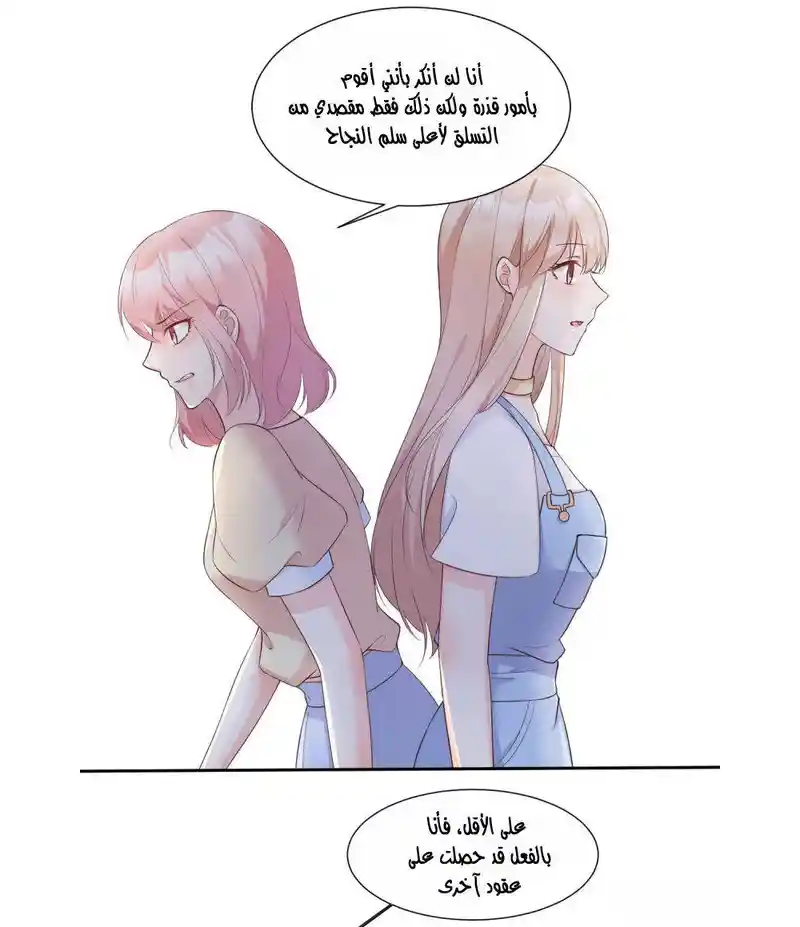 أنا لن أنكر بأنني أقوم
بأمور قذرة ولكن ذلك فقط مقصدي من
التسلق لأعلى سلم النجاح
على الأقل، فأنا
بالفعل قد حصلت على
عقود آخرى